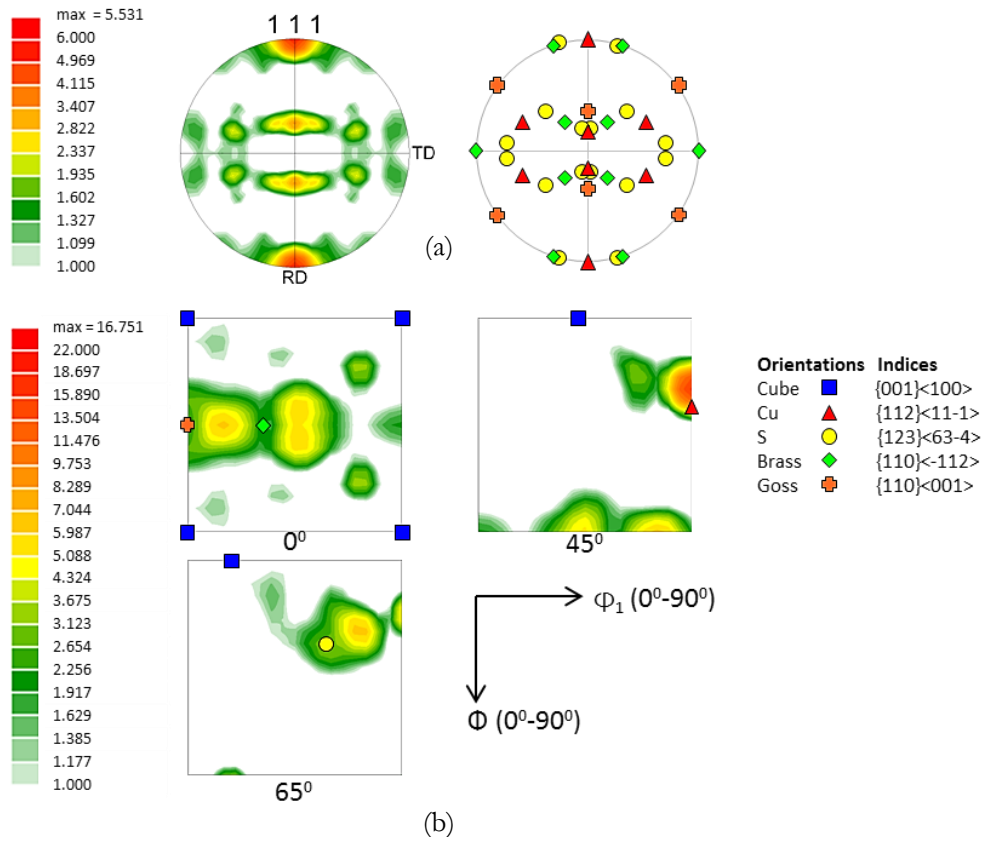 max = 5.531
6.000
4.969
4.115
3.407
2.822
2.337
1.935
1.602
1.327
1.099
1.000
1 1 1
TD
RD
(a)
max = 16.751
22.000
18.697
15.890
13.504
11.476
9.753
8.289
7.044
5.987
5.088
4.324
3.675
3.123
2.654
2.256
1.917
1.629
1.385
1.177
1.000
0⁰
45⁰
65⁰
φ₁ (0⁰-90⁰)
Φ (0⁰-90⁰)
Orientations Indices
Cube {001}<100>
Cu {112}<11-1>
S {123}<63-4>
Brass {110}<-112>
Goss {110}<001>
(b)